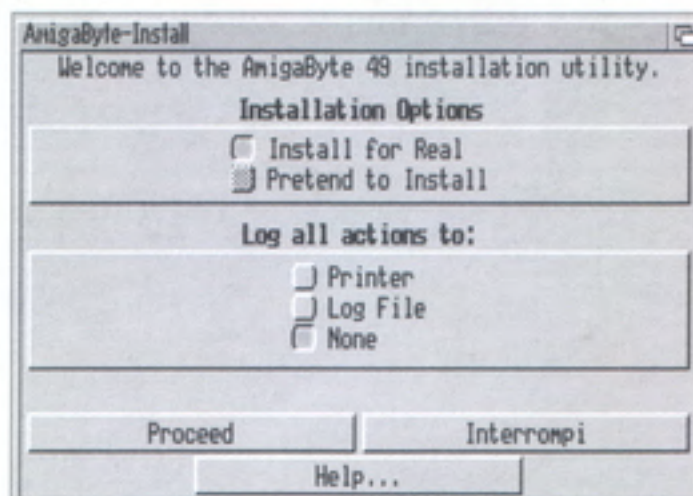 AmigaByte-Install
Welcome to the AmigaByte 49 installation utility.
Installation Options
Install for Real
Pretend to Install
Log all actions to:
Printer
Log File
None
Proceed
Interrompi
Help...